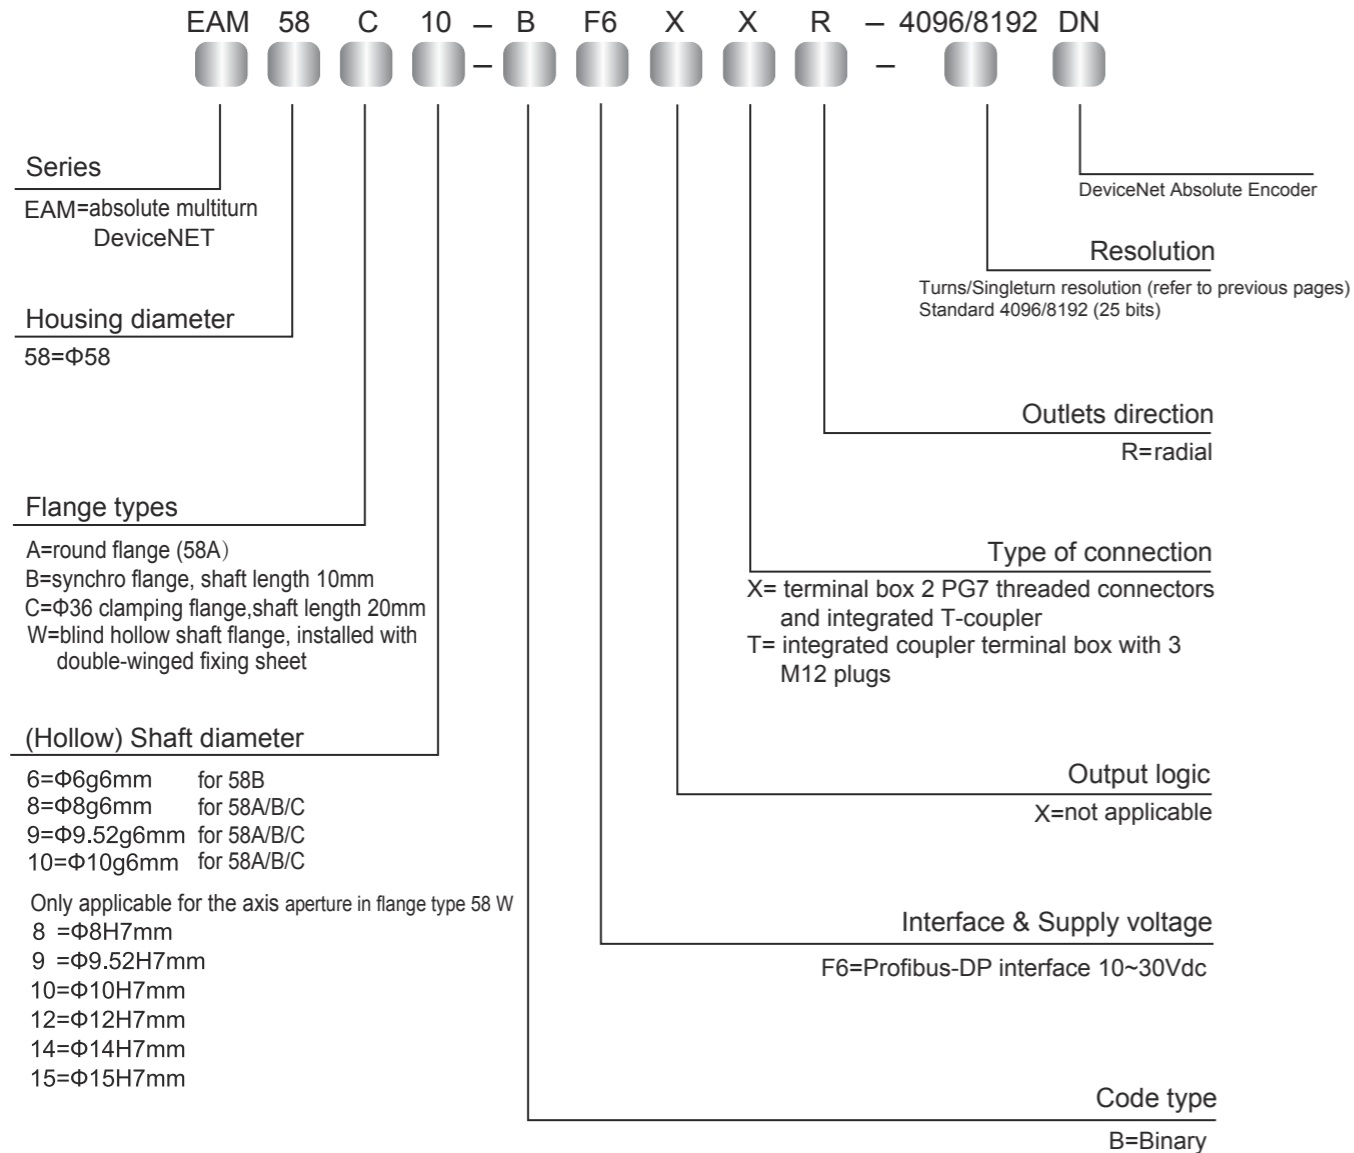 EAM 58 C 10 – B F6 X X R – 4096/8192 DN
– –
Series
EAM=absolute multiturn
DeviceNET
Housing diameter
58=Φ58
Flange types
A=round flange (58A）
B=synchro flange, shaft length 10mm
C=Φ36 clamping flange,shaft length 20mm
W=blind hollow shaft flange, installed with
double-winged fixing sheet
(Hollow) Shaft diameter
6=Φ6g6mm for 58B
8=Φ8g6mm for 58A/B/C
9=Φ9.52g6mm for 58A/B/C
10=Φ10g6mm for 58A/B/C
Only applicable for the axis aperture in flange type 58 W
8 =Φ8H7mm
9 =Φ9.52H7mm
10=Φ10H7mm
12=Φ12H7mm
14=Φ14H7mm
15=Φ15H7mm
DeviceNet Absolute Encoder
Resolution
Turns/Singleturn resolution (refer to previous pages)
Standard 4096/8192 (25 bits)
Outlets direction
R=radial
Type of connection
X= terminal box 2 PG7 threaded connectors
and integrated T-coupler
T= integrated coupler terminal box with 3
M12 plugs
Output logic
X=not applicable
Interface & Supply voltage
F6=Profibus-DP interface 10~30Vdc
Code type
B=Binary